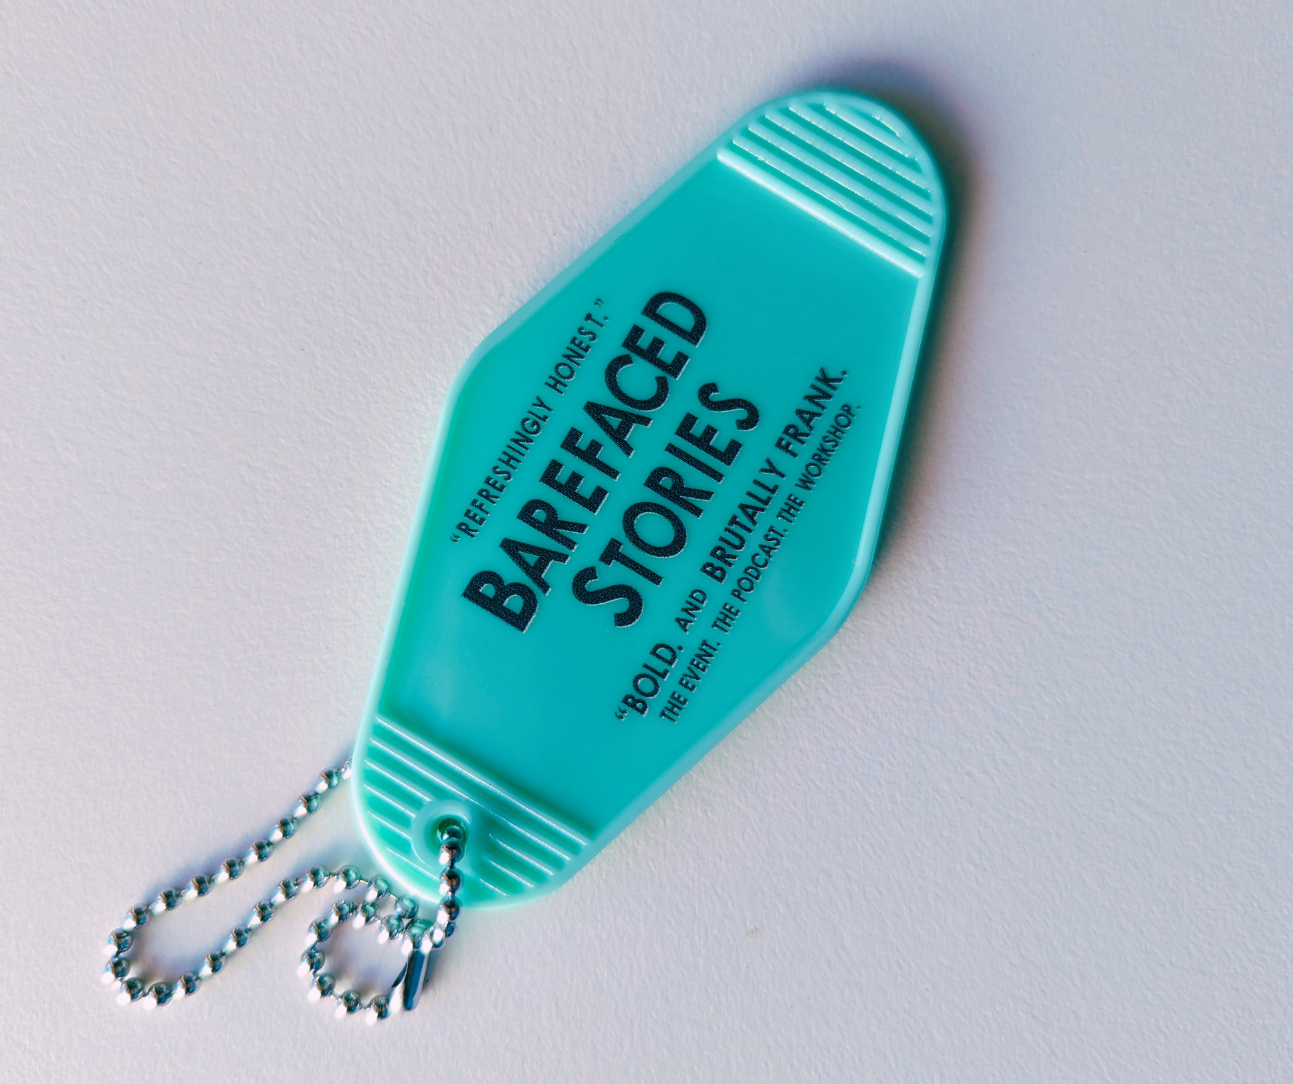 “REFRESHINGLY HONEST.”
BAREFACED
STORIES
“BOLD. AND BRUTALLY FRANK.
THE EVENT. THE PODCAST. THE WORKSHOP.